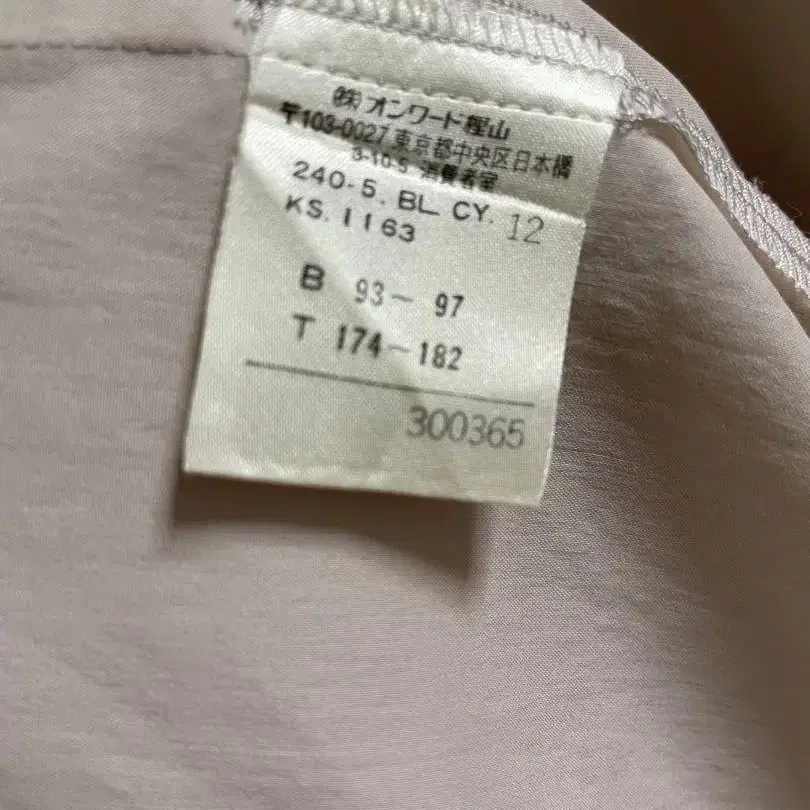 (株)オンワード樫山
〒103-0027 東京都中央区日本橋
3-10-5 消費者室
240-5. BL CY. 12
KS. 1163
B 93~97
T 174~182
300365